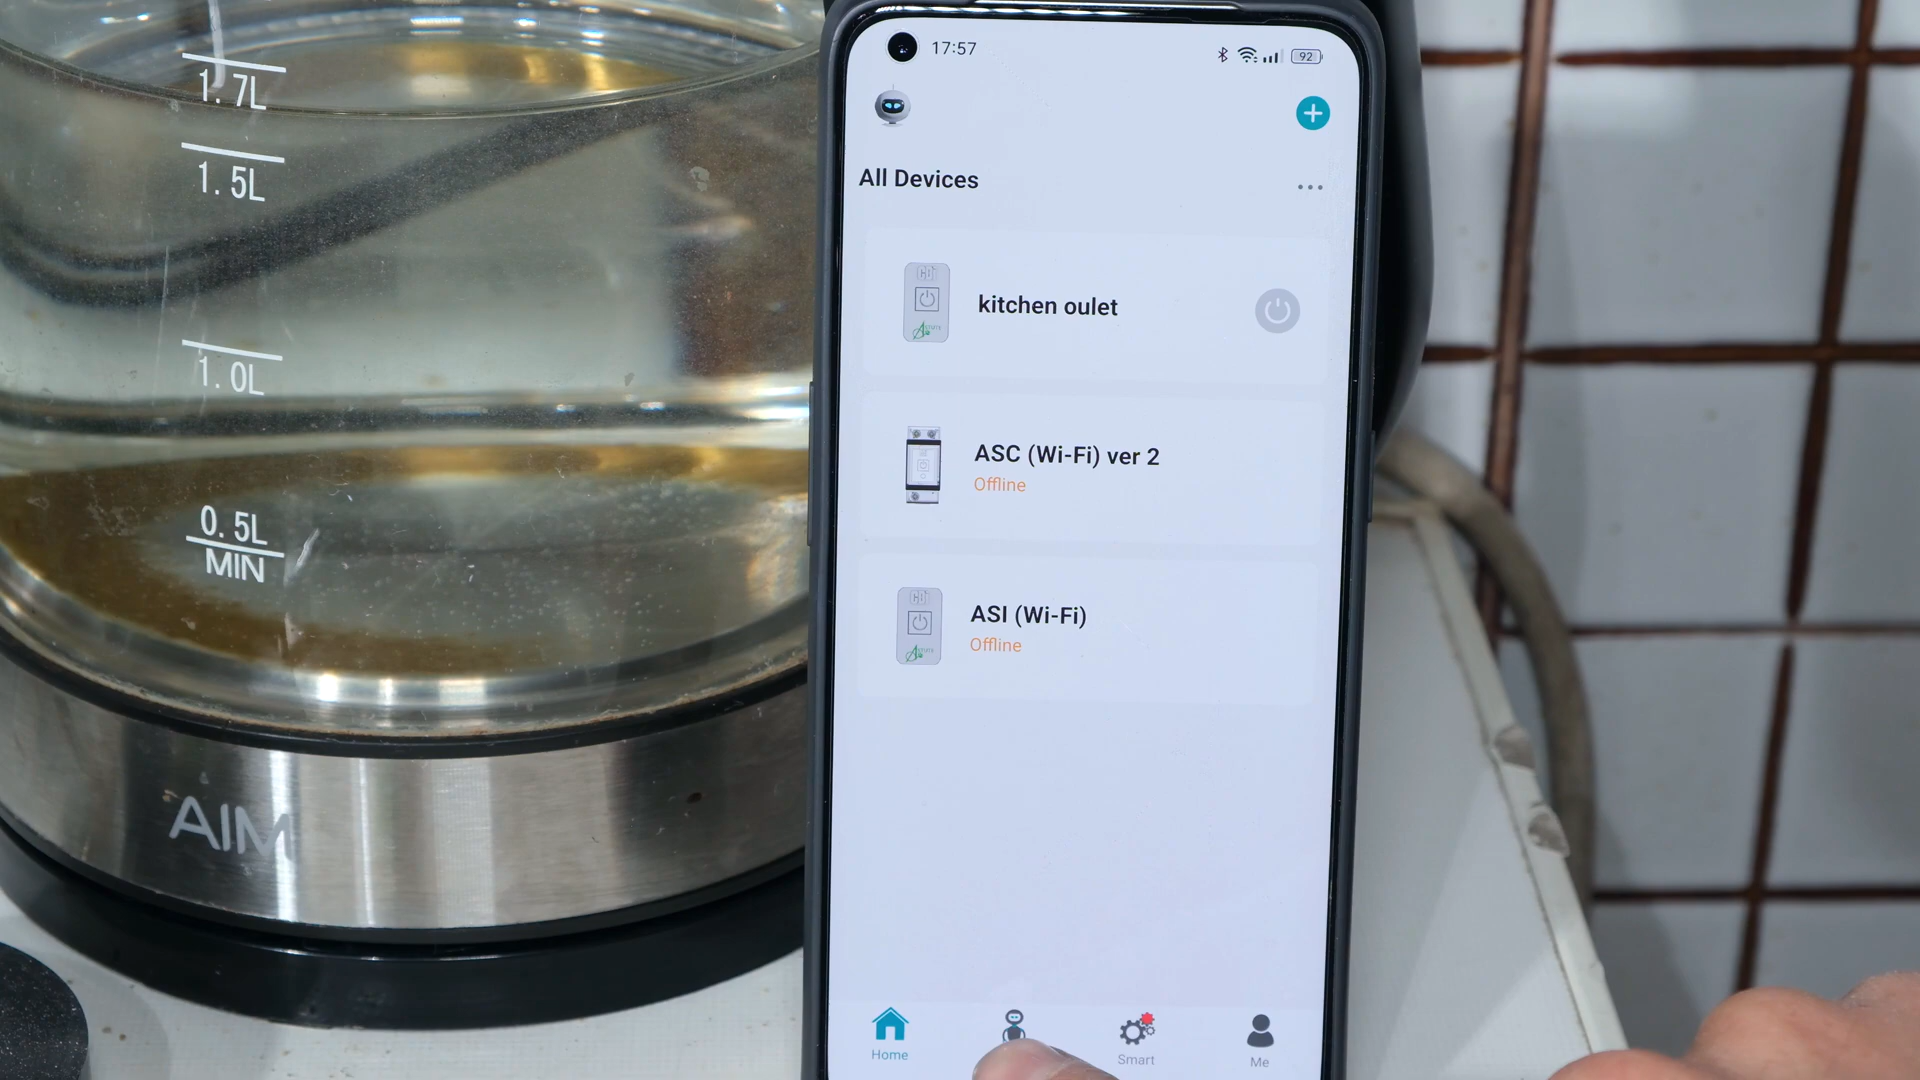 1.7L
1.5L
1.0L
0.5L
MIN
AIM
17:57
92
All Devices
kitchen oulet
ASC (Wi-Fi) ver 2
Offline
ASI (Wi-Fi)
Offline
Home
Smart
Me